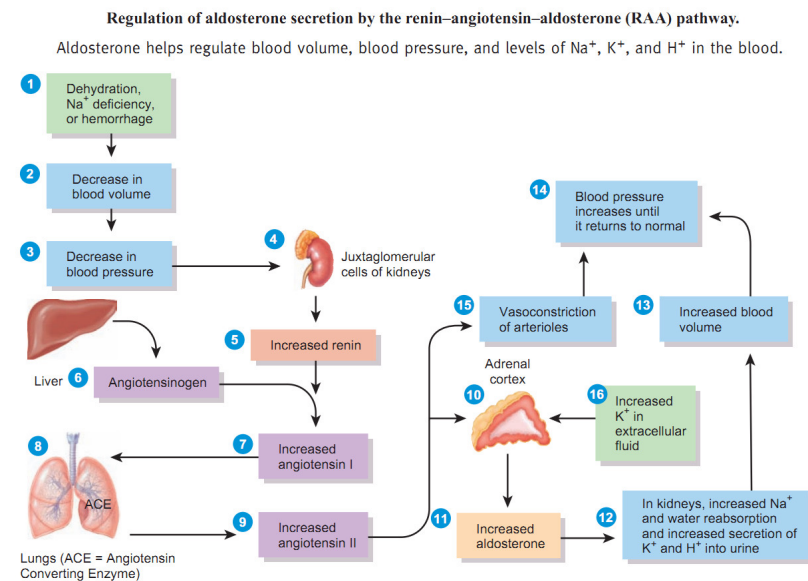 Regulation of aldosterone secretion by the renin–angiotensin–aldosterone (RAA) pathway.
Aldosterone helps regulate blood volume, blood pressure, and levels of Na⁺, K⁺, and H⁺ in the blood.
1
Dehydration,
Na⁺ deficiency,
or hemorrhage
2
Decrease in
blood volume
3
Decrease in
blood pressure
4
Juxtaglomerular
cells of kidneys
5
Increased renin
Liver
6
Angiotensinogen
7
Increased
angiotensin I
8
ACE
Lungs (ACE = Angiotensin
Converting Enzyme)
9
Increased
angiotensin II
10
Adrenal
cortex
11
Increased
aldosterone
12
In kidneys, increased Na⁺
and water reabsorption
and increased secretion of
K⁺ and H⁺ into urine
13
Increased blood
volume
14
Blood pressure
increases until
it returns to normal
15
Vasoconstriction
of arterioles
16
Increased
K⁺ in
extracellular
fluid